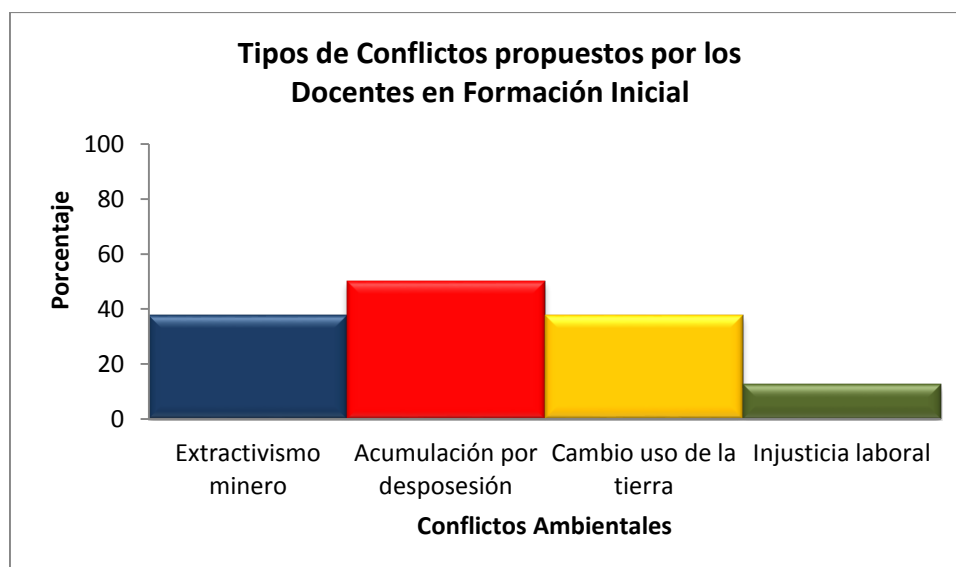 Tipos de Conflictos propuestos por los
Docentes en Formación Inicial
Porcentaje
100
80
60
40
20
0
Extractivismo
minero
Acumulación por
desposesión
Cambio uso de la
tierra
Injusticia laboral
Conflictos Ambientales